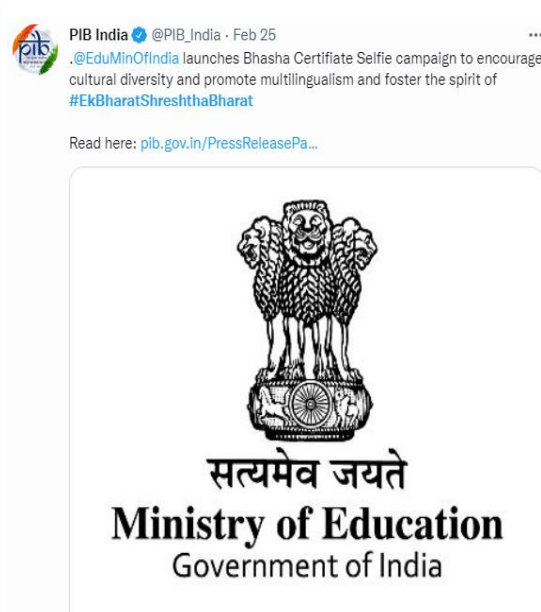 PIB India @PIB_India · Feb 25
.@EduMinOfIndia launches Bhasha Certifiate Selfie campaign to encourage
cultural diversity and promote multilingualism and foster the spirit of
#EkBharatShreshthaBharat
Read here: pib.gov.in/PressReleasePa...
सत्यमेव जयते
Ministry of Education
Government of India